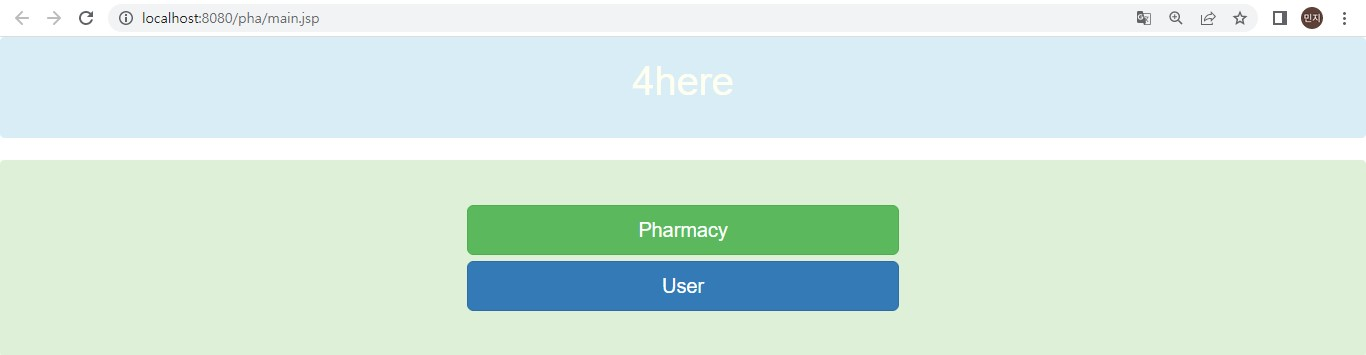 localhost:8080/pha/main.jsp
민지
4here
Pharmacy
User